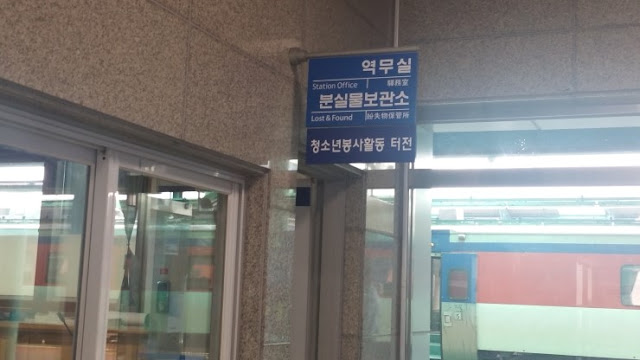 역무실
Station Office 驛務室
분실물보관소
Lost & Found 紛失物保管所
청소년봉사활동 터전